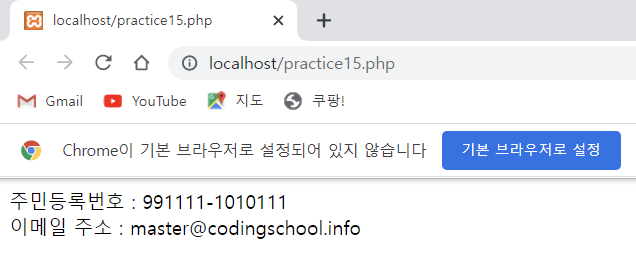 localhost/practice15.php
localhost/practice15.php
Gmail YouTube 지도 쿠팡!
Chrome이 기본 브라우저로 설정되어 있지 않습니다 기본 브라우저로 설정
주민등록번호 : 991111-1010111
이메일 주소 : master@codingschool.info